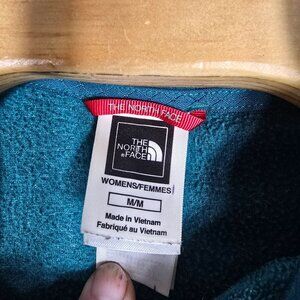 THE NORTH FACE
THE
NORTH
FACE
WOMENS/FEMMES
M/M
Made in Vietnam
Fabriqué au Vietnam